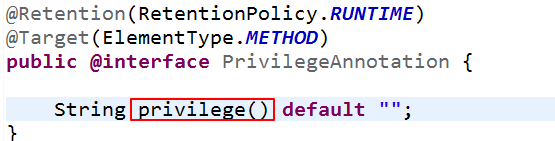 @Retention(RetentionPolicy.RUNTIME)
@Target(ElementType.METHOD)
public @interface PrivilegeAnnotation {
String privilege() default "";
}